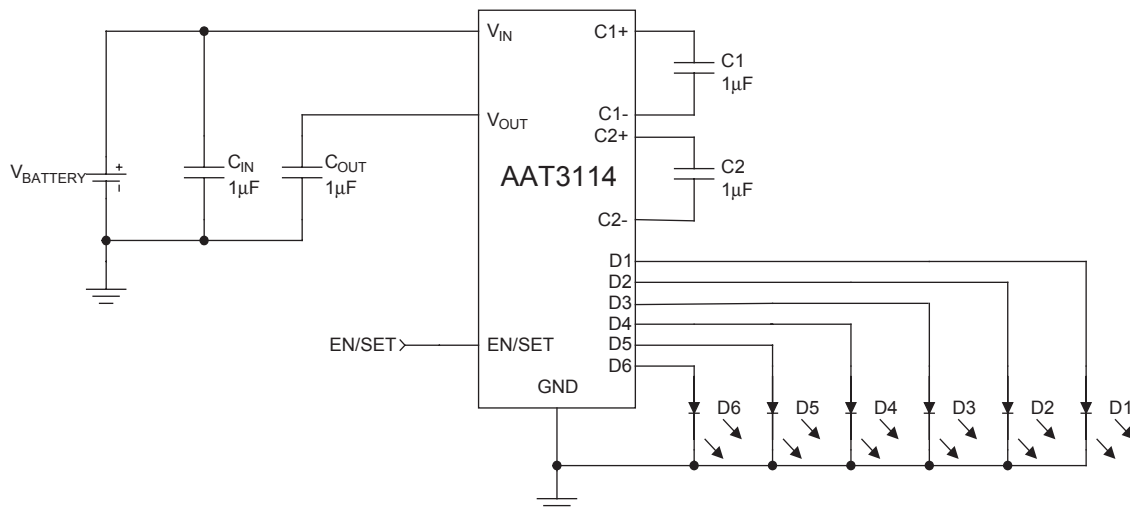 V_IN
C1+
C1
1µF
C1-
V_OUT
C2+
C_IN
1µF
C_OUT
1µF
V_BATTERY
+
-
AAT3114
C2
1µF
C2-
D1
D2
D3
D4
EN/SET
EN/SET
D5
D6
GND
D6
D5
D4
D3
D2
D1